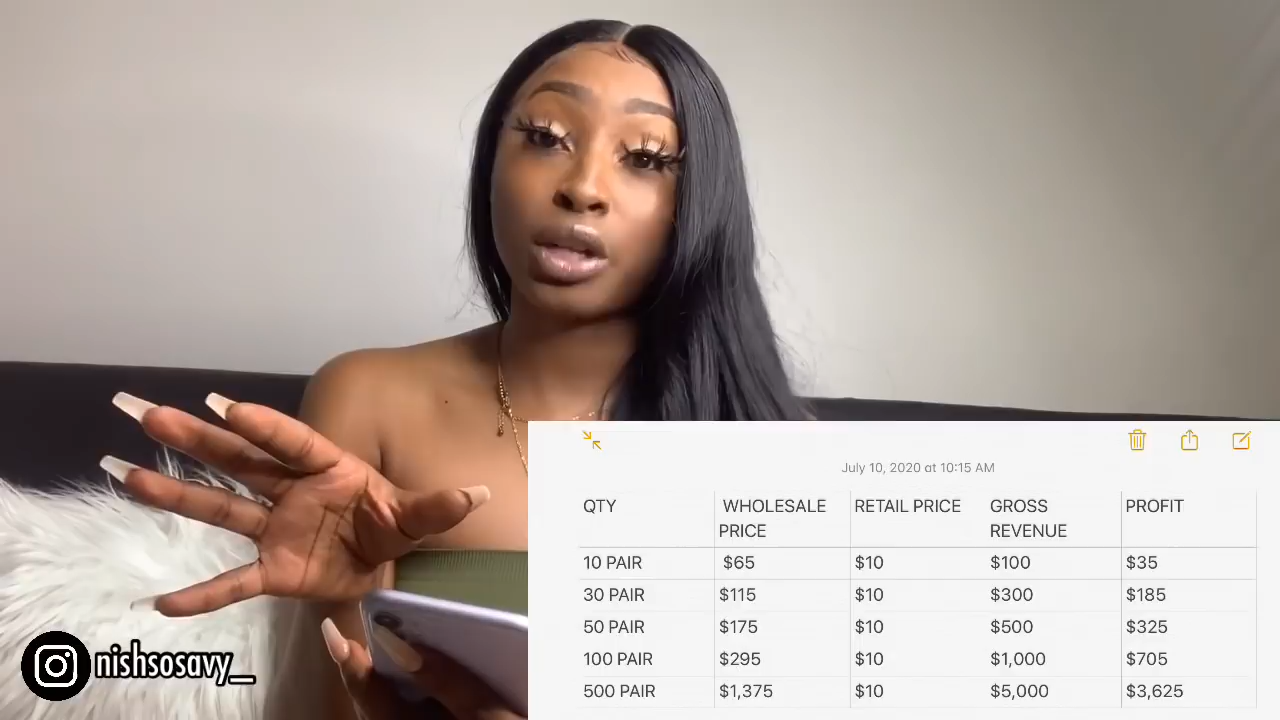 July 10, 2020 at 10:15 AM
QTY WHOLESALE PRICE RETAIL PRICE GROSS REVENUE PROFIT
10 PAIR $65 $10 $100 $35
30 PAIR $115 $10 $300 $185
50 PAIR $175 $10 $500 $325
100 PAIR $295 $10 $1,000 $705
500 PAIR $1,375 $10 $5,000 $3,625
nishsosavy_